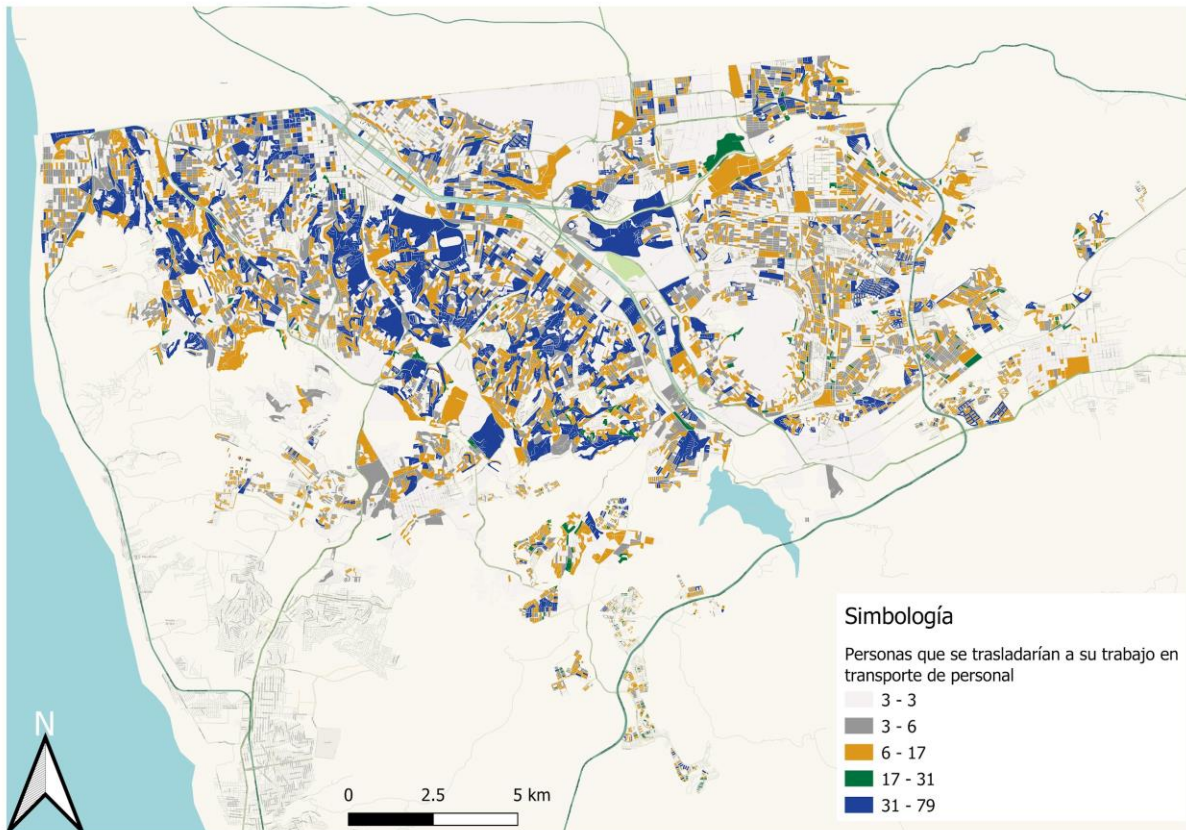 Simbología
Personas que se trasladarían a su trabajo en
transporte de personal
3 - 3
3 - 6
6 - 17
17 - 31
31 - 79
N
0 2.5 5 km